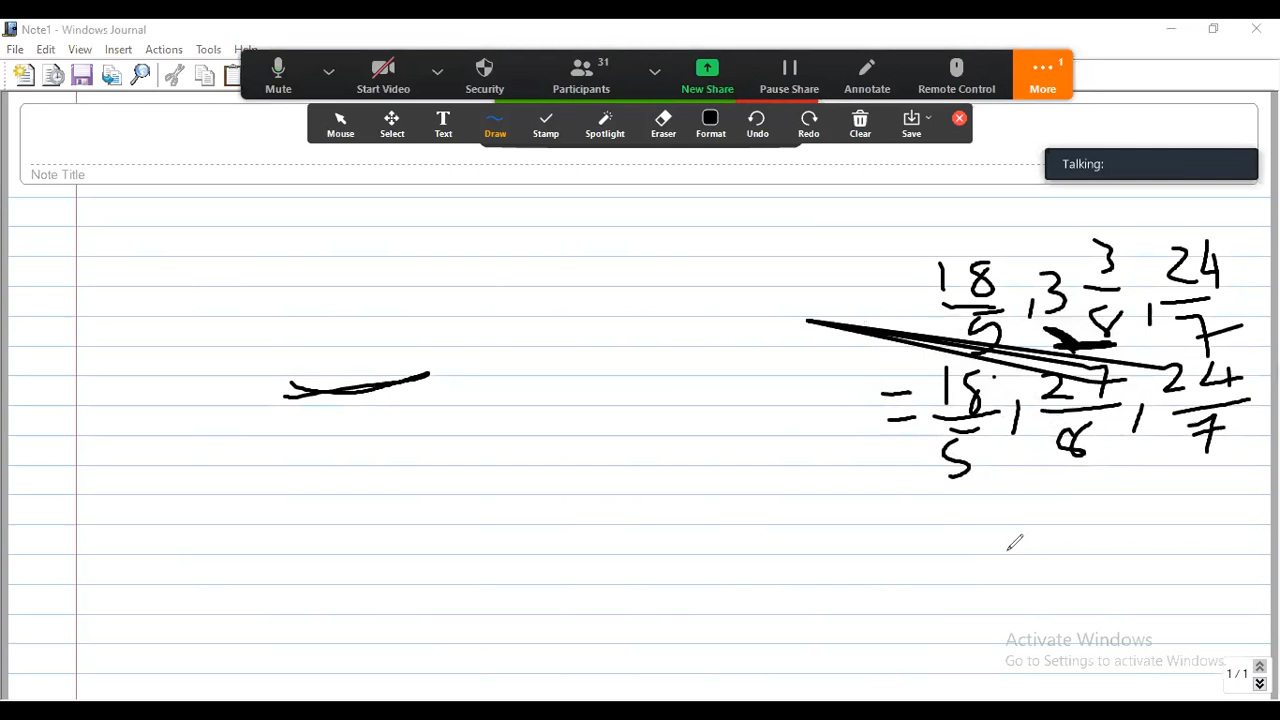 Note1 - Windows Journal
File Edit View Insert Actions Tools Help
Mute Start Video Security 31 Participants New Share Pause Share Annotate Remote Control 1 More
Mouse Select Text Draw Stamp Spotlight Eraser Format Undo Redo Clear Save
Talking:
Note Title
18/5 , 3 3/8 , 24/7
= 18/5 , 27/8 , 24/7
Activate Windows
Go to Settings to activate Windows.
1 / 1